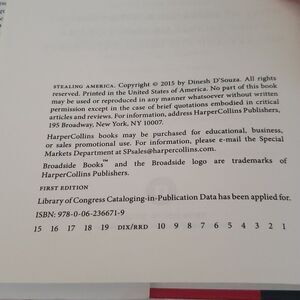 STEALING AMERICA. Copyright © 2015 by Dinesh D'Souza. All rights
reserved. Printed in the United States of America. No part of this book
may be used or reproduced in any manner whatsoever without written
permission except in the case of brief quotations embodied in critical
articles and reviews. For information, address HarperCollins Publishers,
195 Broadway, New York, NY 10007.
HarperCollins books may be purchased for educational, business,
or sales promotional use. For information, please e-mail the Special
Markets Department at SPsales@harpercollins.com.
Broadside Books™ and the Broadside logo are trademarks of
HarperCollins Publishers.
FIRST EDITION
Library of Congress Cataloging-in-Publication Data has been applied for.
ISBN: 978-0-06-236671-9
15 16 17 18 19 DIX/RRD 10 9 8 7 6 5 4 3 2 1